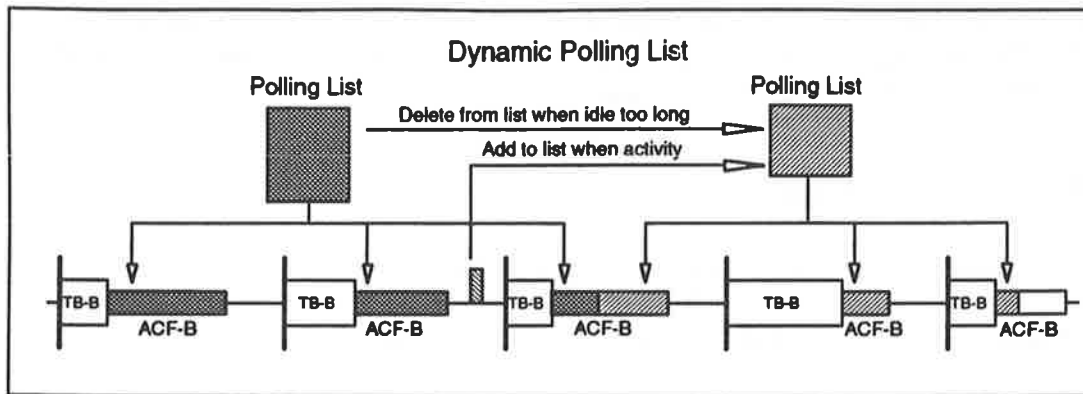 Dynamic Polling List
Polling List
Polling List
Delete from list when idle too long
Add to list when activity
TB-B
ACF-B
TB-B
ACF-B
TB-B
ACF-B
TB-B
ACF-B
TB-B
ACF-B